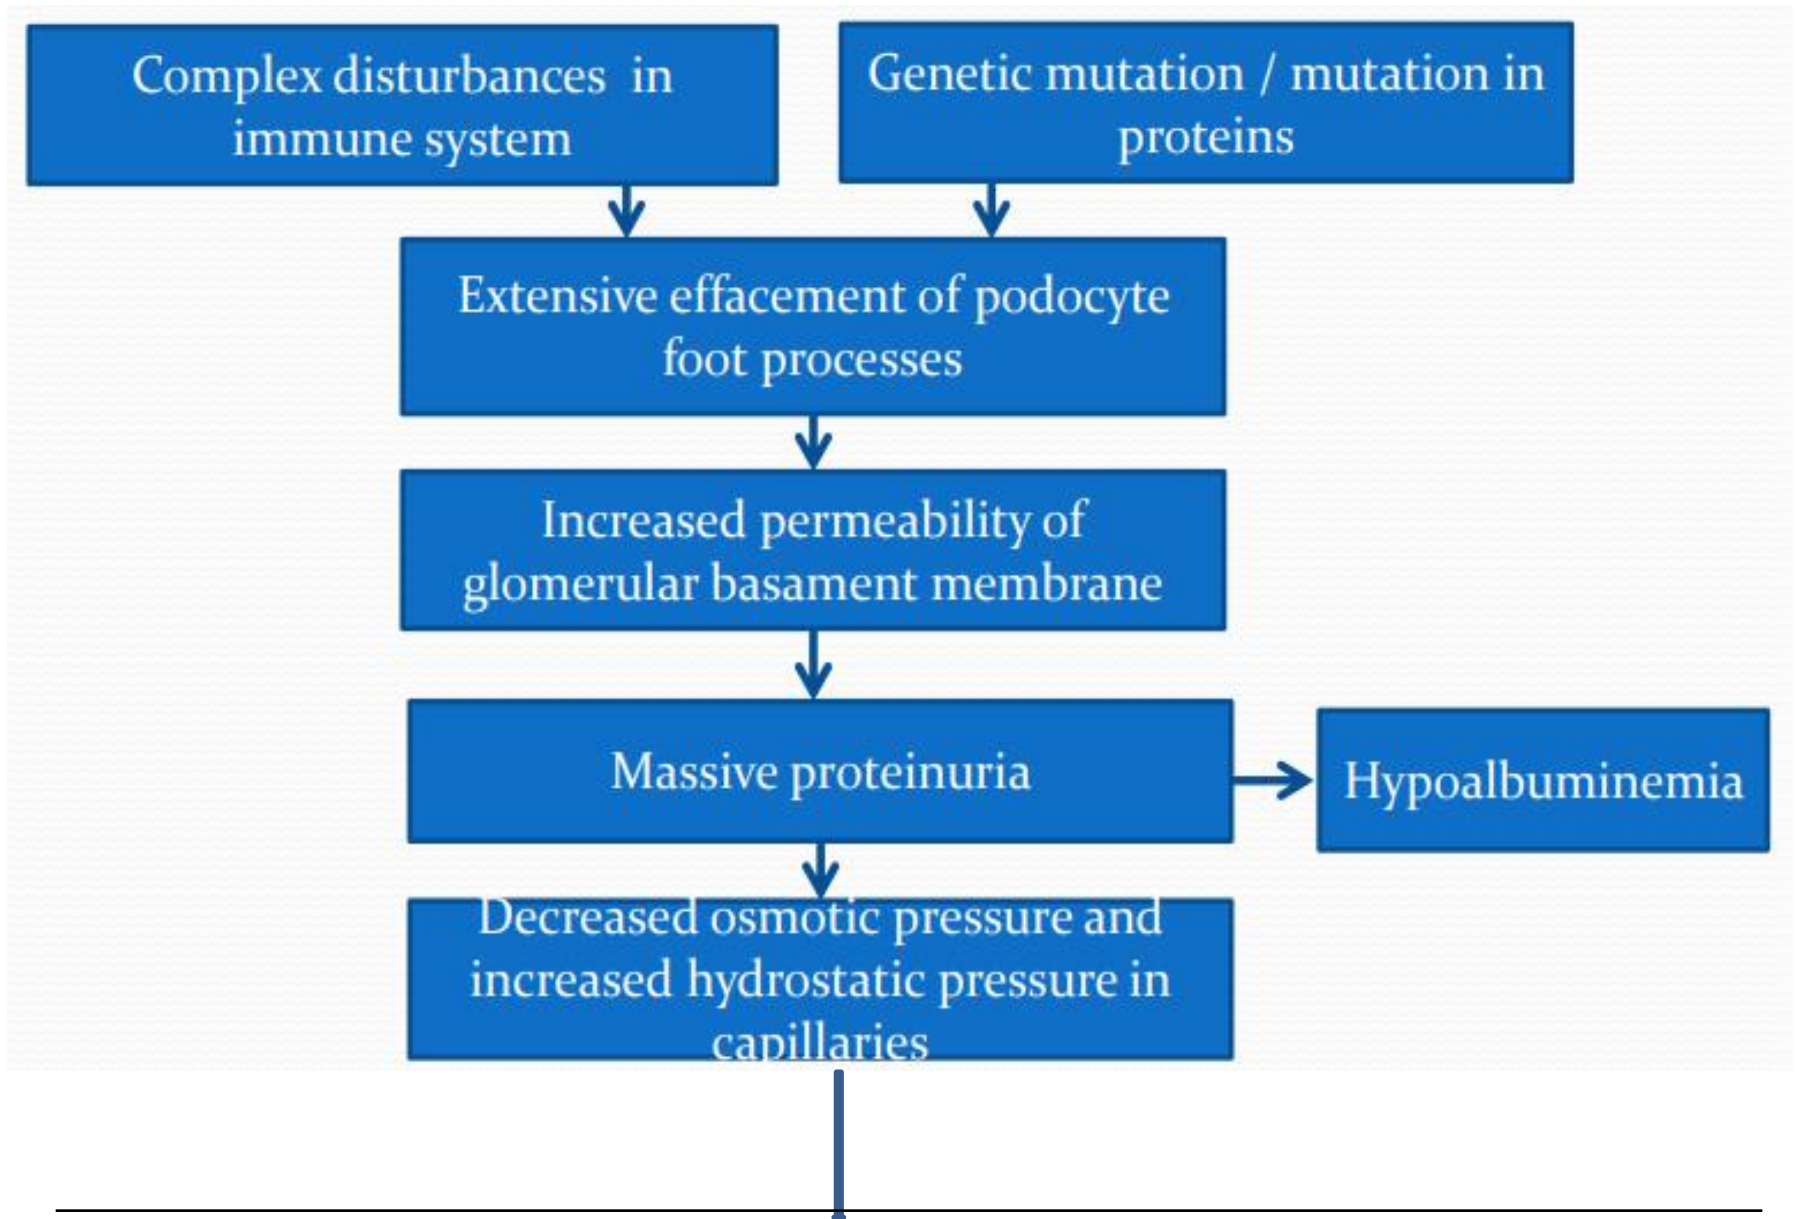 Complex disturbances in
immune system
Genetic mutation / mutation in
proteins
Extensive effacement of podocyte
foot processes
Increased permeability of
glomerular basament membrane
Massive proteinuria
Hypoalbuminemia
Decreased osmotic pressure and
increased hydrostatic pressure in
capillaries